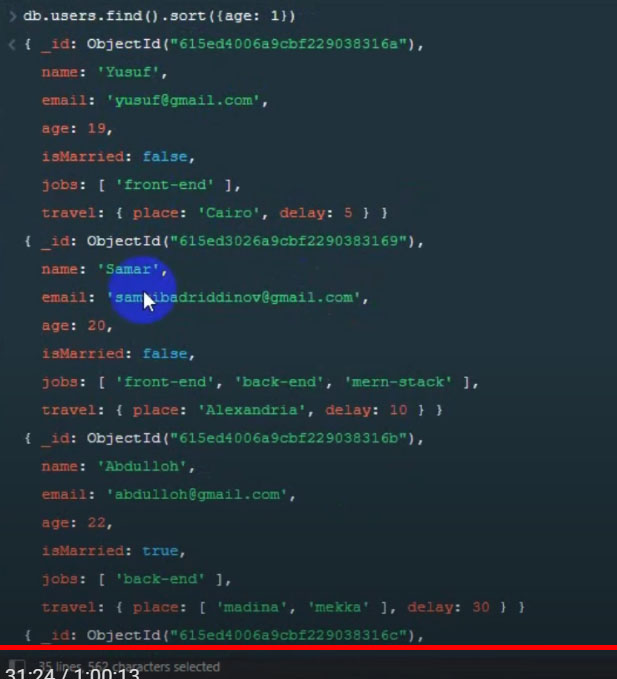 > db.users.find().sort({age: 1})
< { _id: ObjectId("615ed4006a9cbf229038316a"),
name: 'Yusuf',
email: 'yusuf@gmail.com',
age: 19,
isMarried: false,
jobs: [ 'front-end' ],
travel: { place: 'Cairo', delay: 5 } }
{ _id: ObjectId("615ed3026a9cbf2290383169"),
name: 'Samar',
email: badriddinov@gmail.com',
age: 20,
isMarried: false,
jobs: [ 'front-end', 'back-end', 'mern-stack' ],
travel: { place: 'Alexandria', delay: 10 } }
{ _id: ObjectId("615ed4006a9cbf229038316b"),
name: 'Abdulloh',
email: 'abdulloh@gmail.com',
age: 22,
isMarried: true,
jobs: [ 'back-end' ],
travel: { place: [ 'madina', 'mekka' ], delay: 30 } }
{ _id: ObjectId("615ed4006a9cbf229038316c"),
35 lines, 562 characters selected
31:24 / 1:00:13